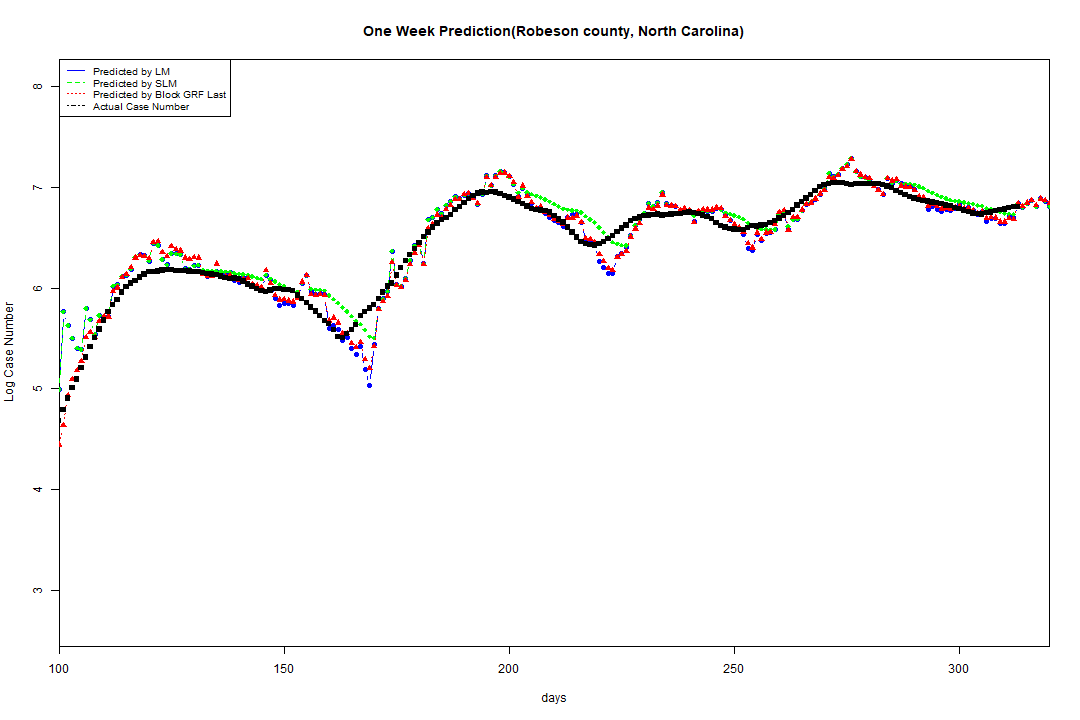 One Week Prediction(Robeson county, North Carolina)
Predicted by LM
Predicted by SLM
Predicted by Block GRF Last
Actual Case Number
8
7
6
5
4
3
Log Case Number
100 150 200 250 300
days